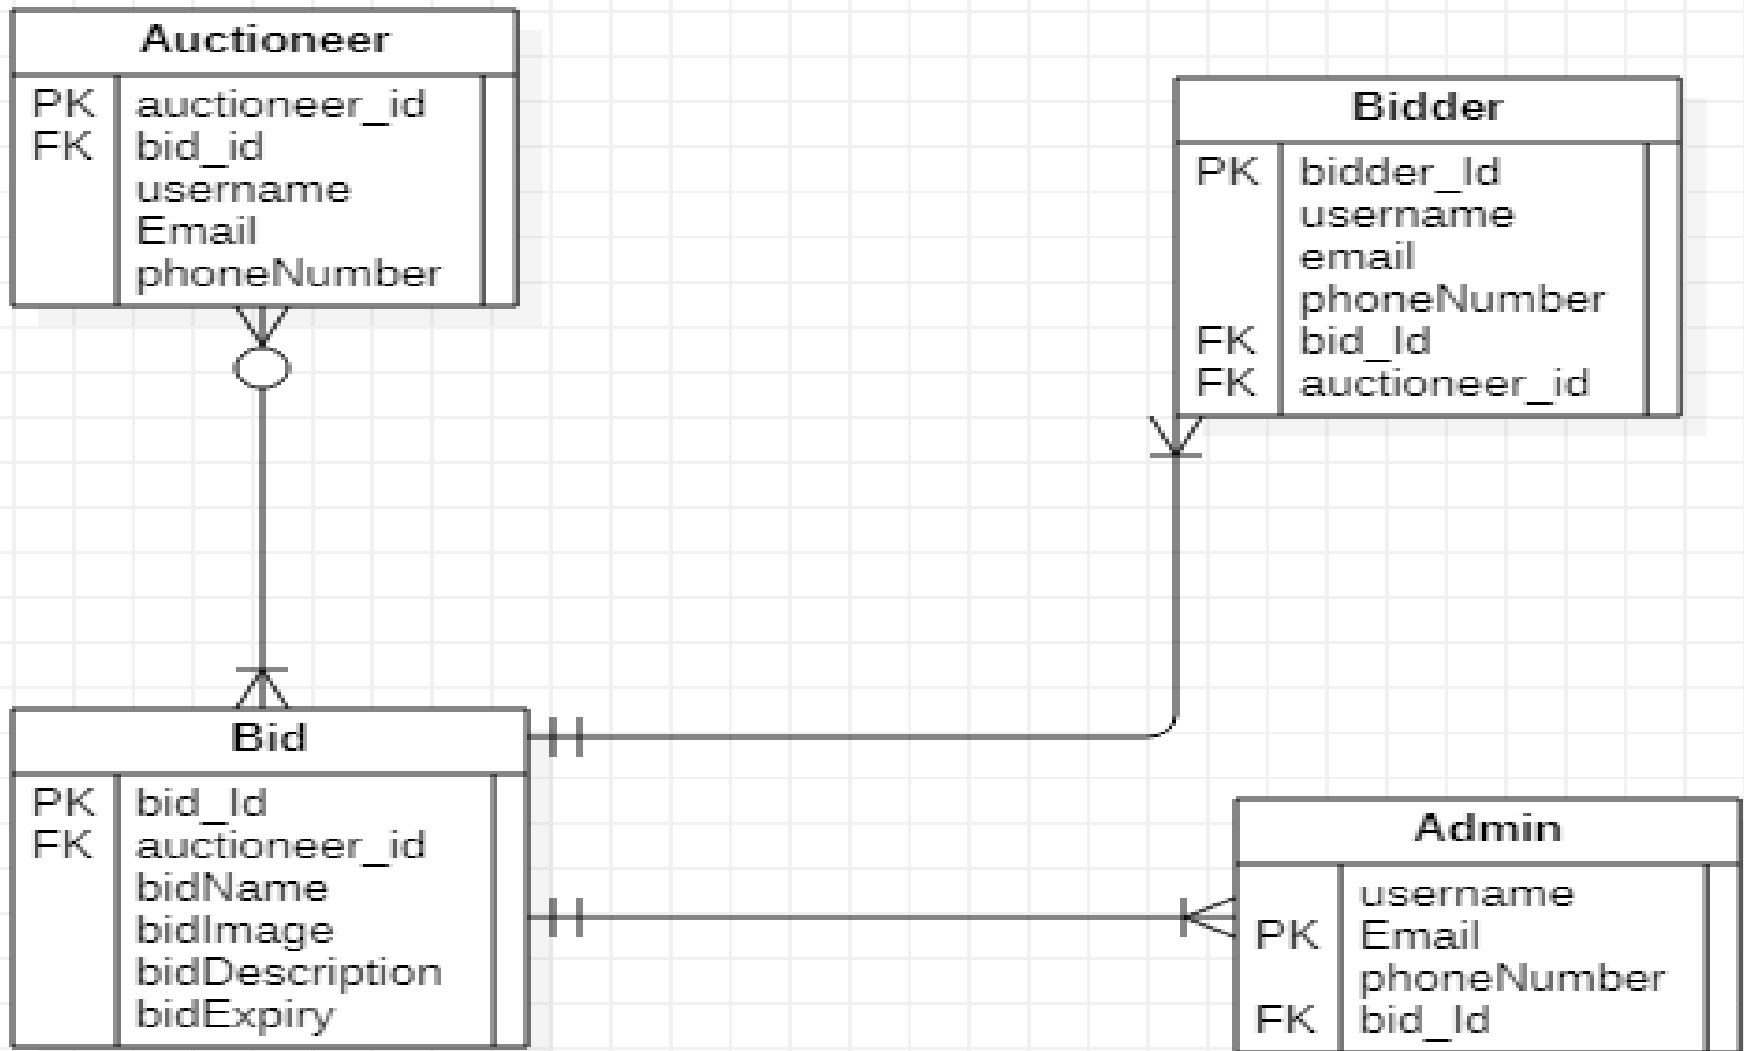 Auctioneer
PK auctioneer_id
FK bid_id
username
Email
phoneNumber
Bidder
PK bidder_Id
username
email
phoneNumber
FK bid_Id
FK auctioneer_id
Bid
PK bid_Id
FK auctioneer_id
bidName
bidImage
bidDescription
bidExpiry
Admin
username
PK Email
phoneNumber
FK bid_Id